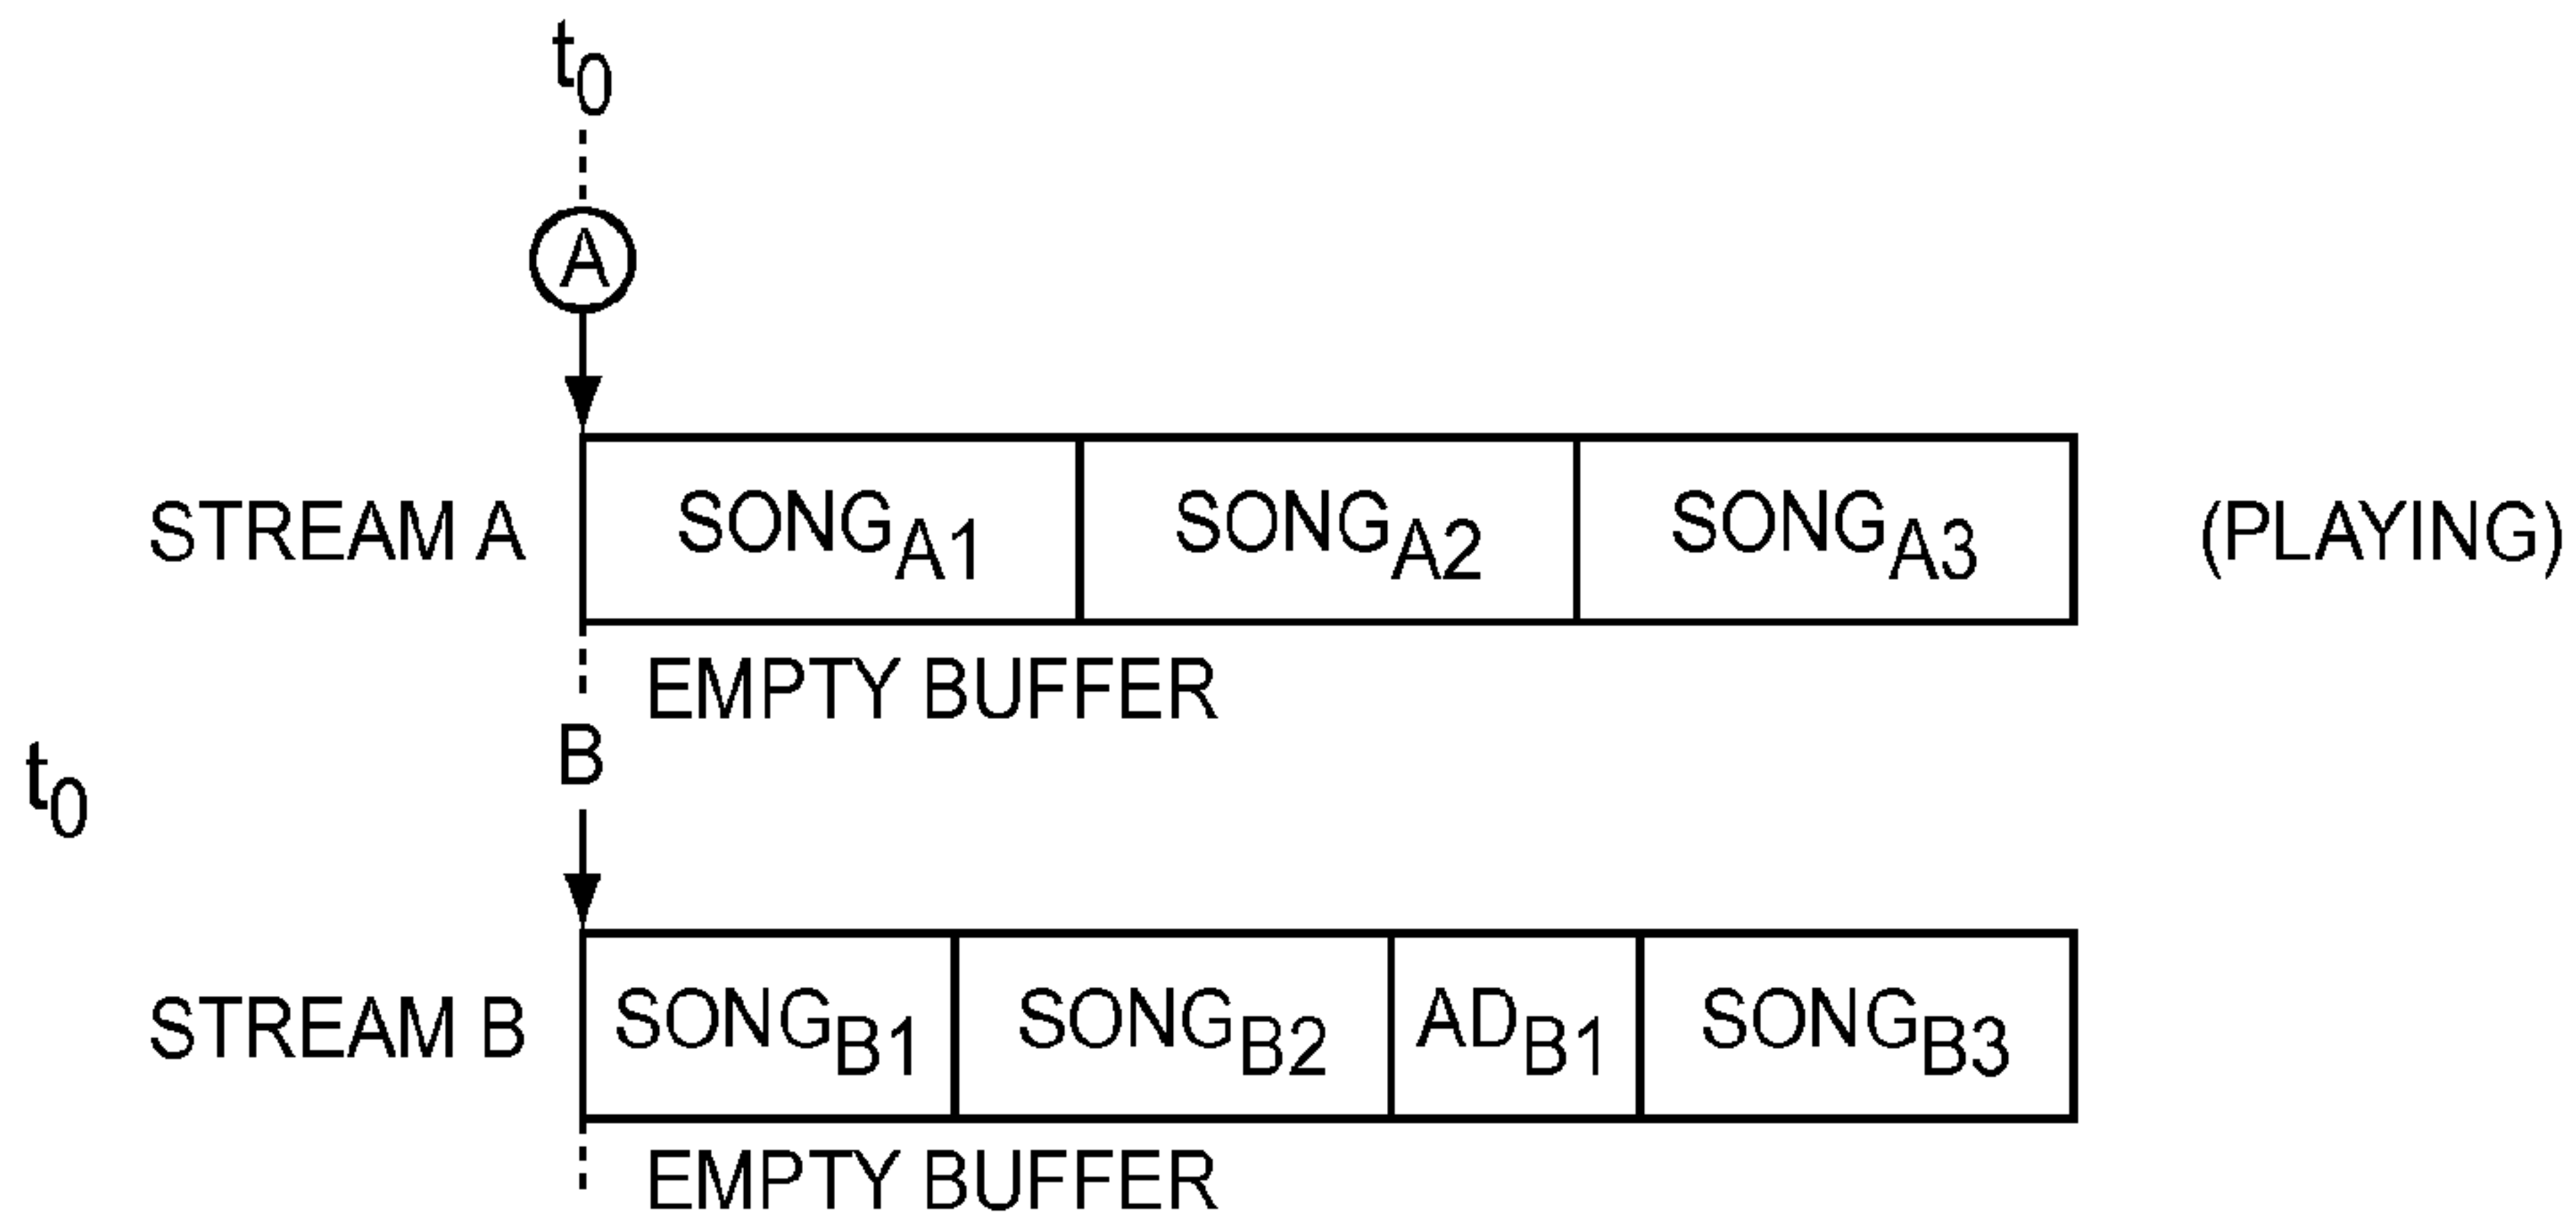 t0
A
STREAM A SONGA1 SONGA2 SONGA3 (PLAYING)
EMPTY BUFFER
t0 B
STREAM B SONGB1 SONGB2 ADB1 SONGB3
EMPTY BUFFER